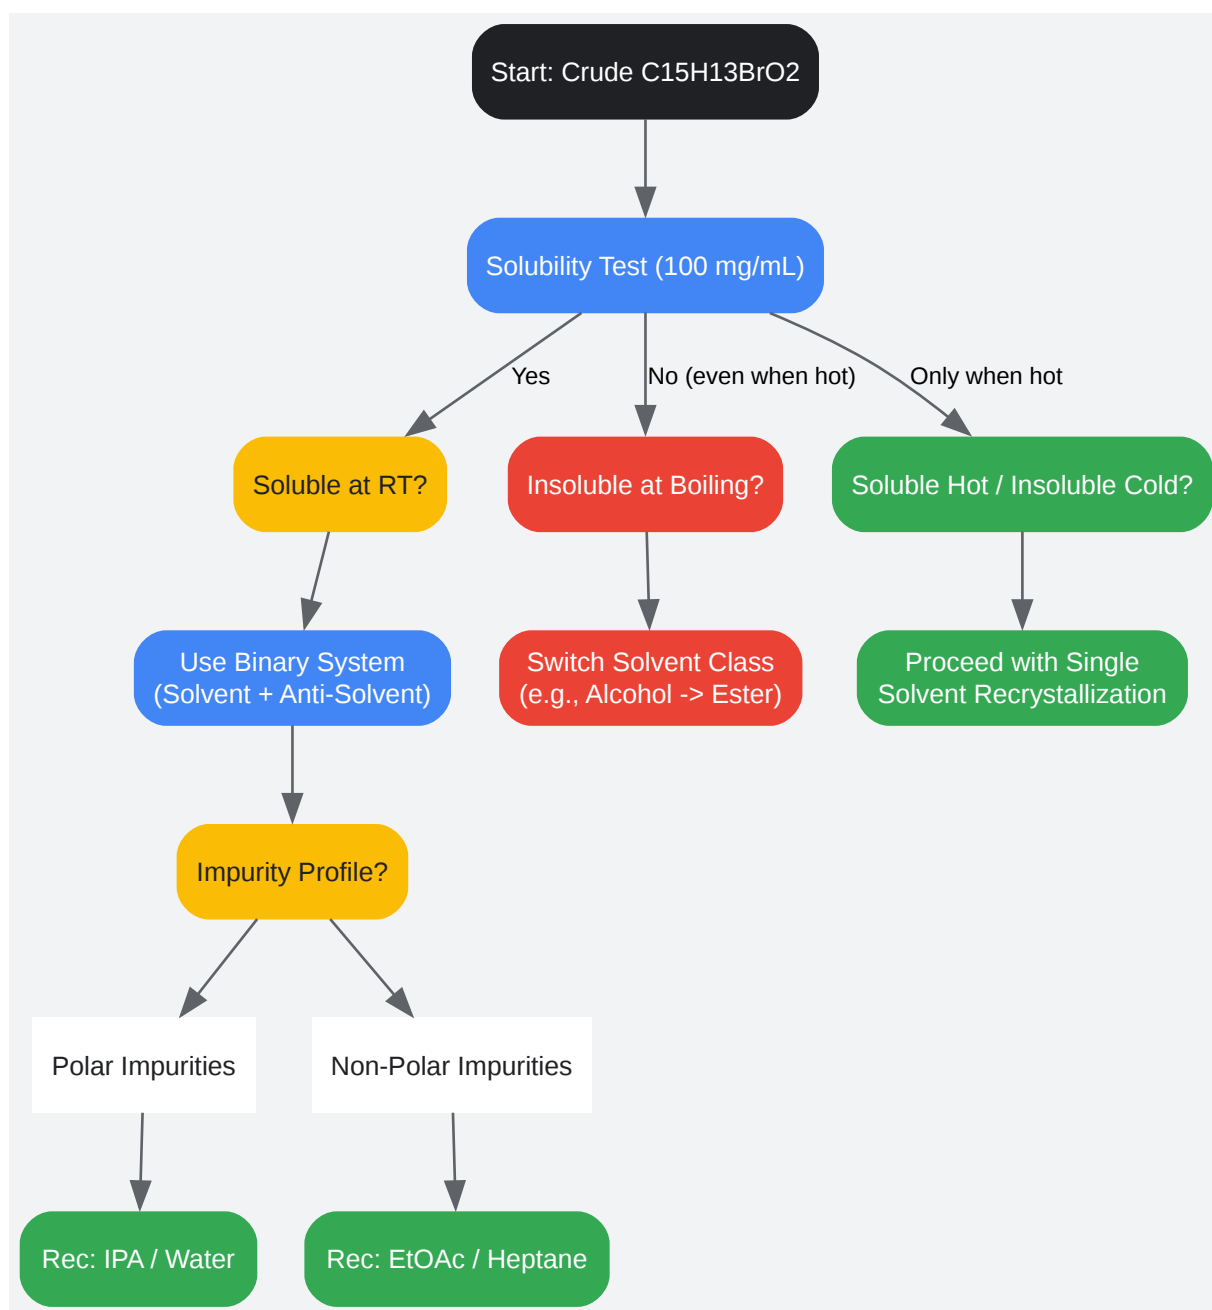 Start: Crude C15H13BrO2
Solubility Test (100 mg/mL)
Yes
No (even when hot)
Only when hot
Soluble at RT?
Insoluble at Boiling?
Soluble Hot / Insoluble Cold?
Use Binary System
(Solvent + Anti-Solvent)
Switch Solvent Class
(e.g., Alcohol -> Ester)
Proceed with Single
Solvent Recrystallization
Impurity Profile?
Polar Impurities
Non-Polar Impurities
Rec: IPA / Water
Rec: EtOAc / Heptane